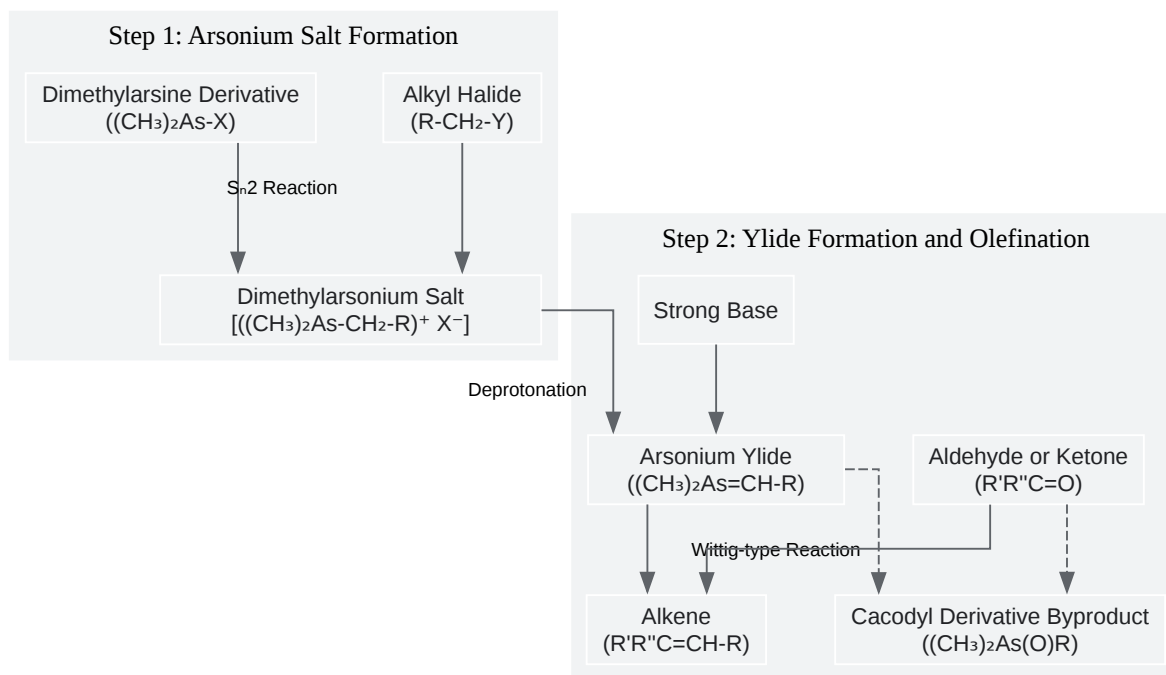 Step 1: Arsonium Salt Formation
Dimethylarsine Derivative
((CH₃)₂As-X)
Alkyl Halide
(R-CH₂-Y)
Sₙ2 Reaction
Dimethylarsonium Salt
[((CH₃)₂As-CH₂-R)⁺ X⁻]
Step 2: Ylide Formation and Olefination
Strong Base
Deprotonation
Arsonium Ylide
((CH₃)₂As=CH-R)
Aldehyde or Ketone
(R'R"C=O)
Wittig-type Reaction
Alkene
(R'R"C=CH-R)
Cacodyl Derivative Byproduct
((CH₃)₂As(O)R)